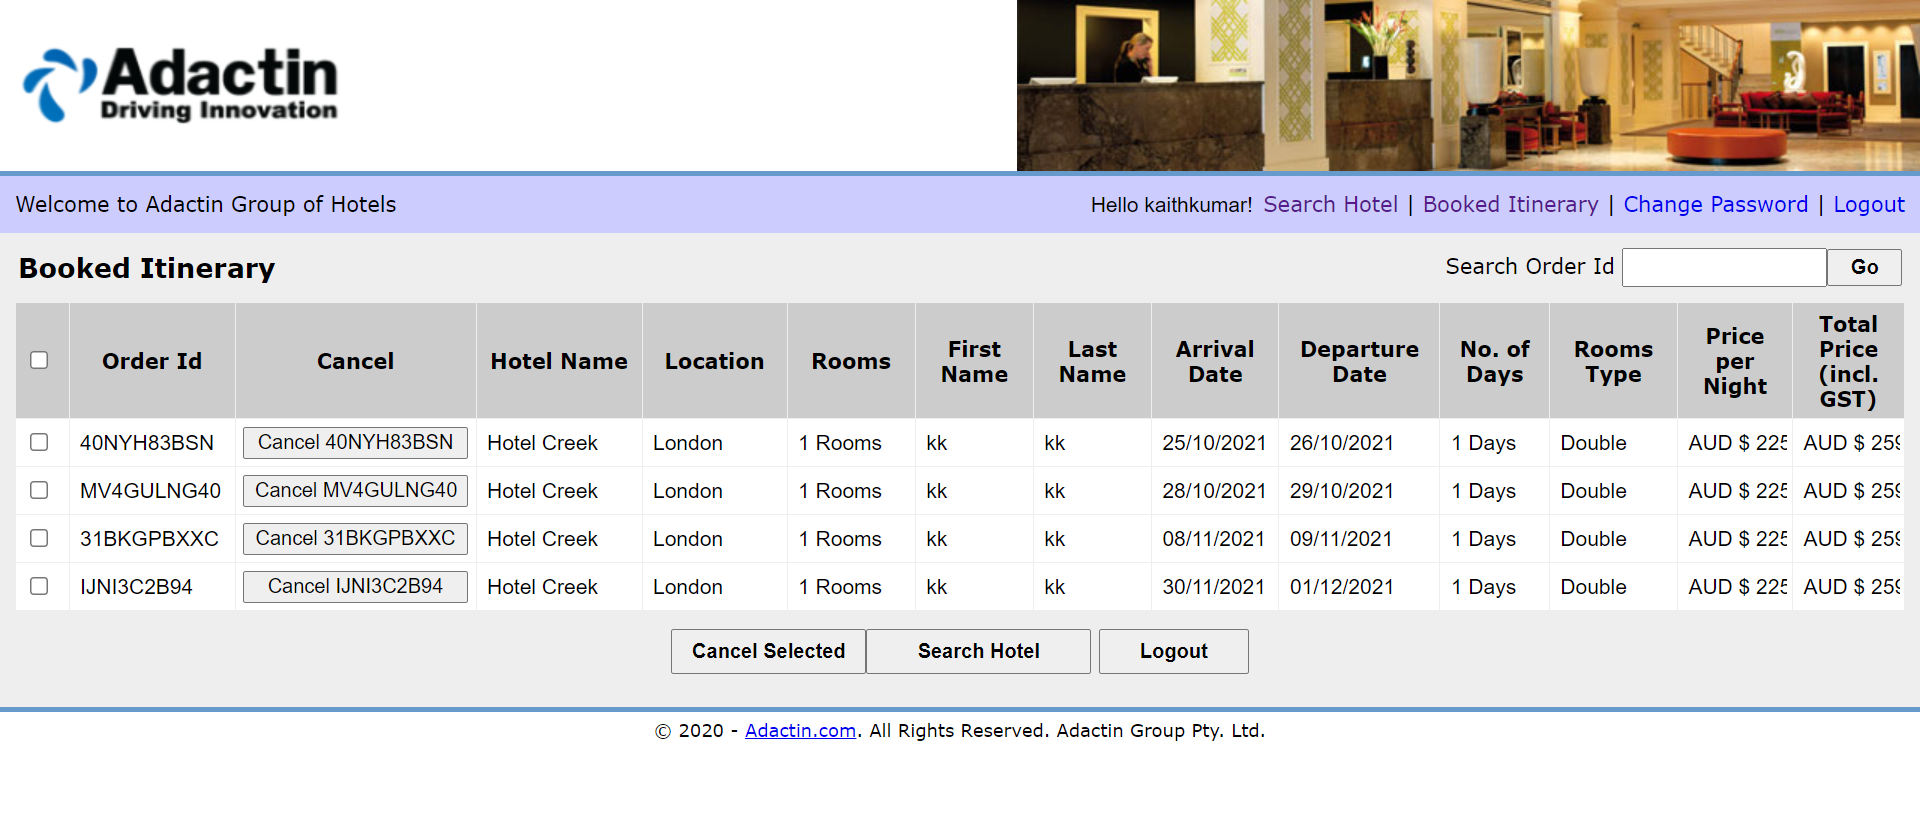 Adactin
Driving Innovation
Welcome to Adactin Group of Hotels
Hello kaithkumar! Search Hotel | Booked Itinerary | Change Password | Logout
Booked Itinerary
Search Order Id Go
Order Id Cancel Hotel Name Location Rooms First Name Last Name Arrival Date Departure Date No. of Days Rooms Type Price per Night Total Price (incl. GST)
40NYH83BSN Cancel 40NYH83BSN Hotel Creek London 1 Rooms kk kk 25/10/2021 26/10/2021 1 Days Double AUD $ 225 AUD $ 259
MV4GULNG40 Cancel MV4GULNG40 Hotel Creek London 1 Rooms kk kk 28/10/2021 29/10/2021 1 Days Double AUD $ 225 AUD $ 259
31BKGPBXXC Cancel 31BKGPBXXC Hotel Creek London 1 Rooms kk kk 08/11/2021 09/11/2021 1 Days Double AUD $ 225 AUD $ 259
IJNI3C2B94 Cancel IJNI3C2B94 Hotel Creek London 1 Rooms kk kk 30/11/2021 01/12/2021 1 Days Double AUD $ 225 AUD $ 259
Cancel Selected Search Hotel Logout
© 2020 - Adactin.com. All Rights Reserved. Adactin Group Pty. Ltd.